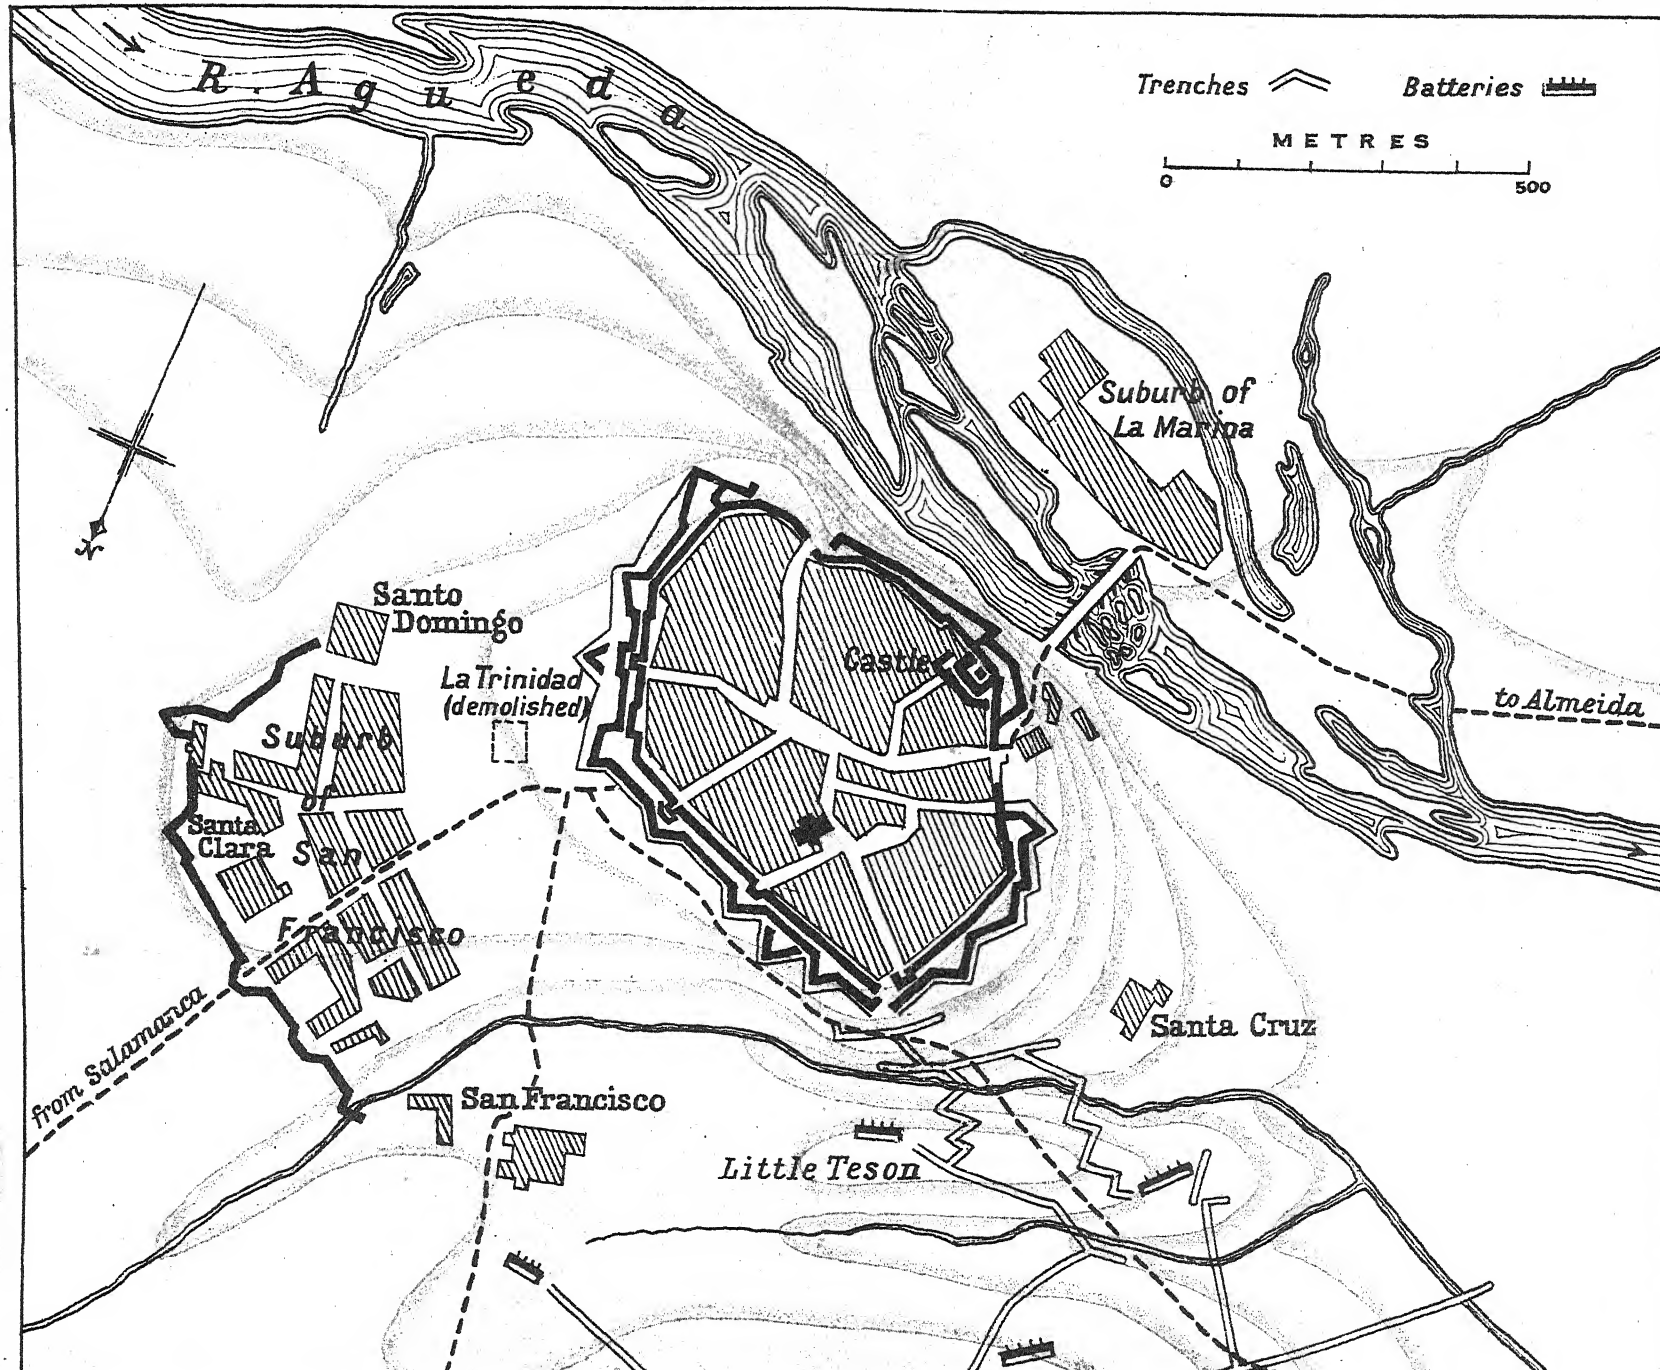 R. Agueda
Trenches
Batteries
METRES
0
500
Suburb of
La Marina
N
Santo
Domingo
La Trinidad
(demolished)
Castle
to Almeida
Suburb
of
San
Francisco
Santa
Clara
from Salamanca
Santa Cruz
San Francisco
Little Teson